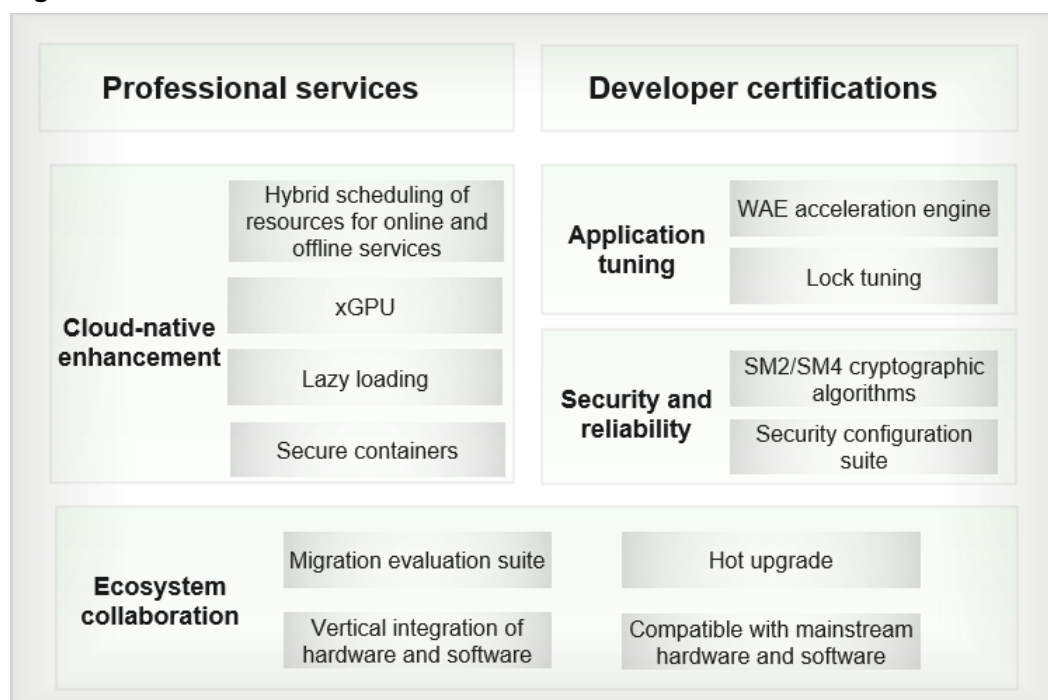 Professional services
Developer certifications
Cloud-native
enhancement
Hybrid scheduling of
resources for online and
offline services
xGPU
Lazy loading
Secure containers
Application
tuning
WAE acceleration engine
Lock tuning
Security and
reliability
SM2/SM4 cryptographic
algorithms
Security configuration
suite
Ecosystem
collaboration
Migration evaluation suite
Hot upgrade
Vertical integration of
hardware and software
Compatible with mainstream
hardware and software